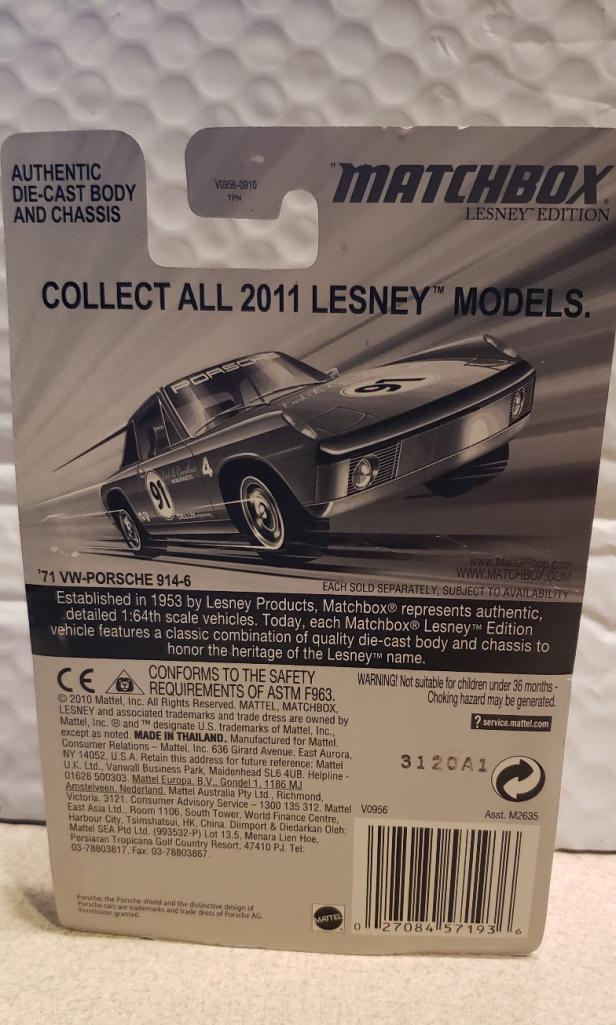 AUTHENTIC
DIE-CAST BODY
AND CHASSIS
V0956-0910
TPN
"MATCHBOX
LESNEY™ EDITION
COLLECT ALL 2011 LESNEY™ MODELS.
PORSCHE
91
4
91
'71 VW-PORSCHE 914-6
www.MattelShop.com
WWW.MATCHBOX.COM
EACH SOLD SEPARATELY, SUBJECT TO AVAILABILITY
Established in 1953 by Lesney Products, Matchbox® represents authentic,
detailed 1:64th scale vehicles. Today, each Matchbox® Lesney™ Edition
vehicle features a classic combination of quality die-cast body and chassis to
honor the heritage of the Lesney™ name.
CE
CONFORMS TO THE SAFETY
REQUIREMENTS OF ASTM F963.
© 2010 Mattel, Inc. All Rights Reserved. MATTEL, MATCHBOX,
LESNEY and associated trademarks and trade dress are owned by
Mattel, Inc. ® and ™ designate U.S. trademarks of Mattel, Inc.,
except as noted. MADE IN THAILAND. Manufactured for Mattel.
Consumer Relations – Mattel, Inc. 636 Girard Avenue, East Aurora,
NY 14052, U.S.A. Retain this address for future reference: Mattel
U.K. Ltd., Vanwall Business Park, Maidenhead SL6 4UB. Helpline -
01628 500303. Mattel Europa, B.V., Gondel 1, 1186 MJ
Amstelveen, Nederland. Mattel Australia Pty Ltd., Richmond,
Victoria. 3121. Consumer Advisory Service – 1300 135 312. Mattel
East Asia Ltd., Room 1106, South Tower, World Finance Centre,
Harbour City, Tsimshatsui, HK, China. Diimport & Diedarkan Oleh:
Mattel SEA Ptd Ltd. (993532-P) Lot 13.5, Menara Lien Hoe,
Persiaran Tropicana Golf Country Resort, 47410 PJ. Tel:
03-78803817, Fax: 03-78803867.
WARNING! Not suitable for children under 36 months -
Choking hazard may be generated.
? service.mattel.com
3120A1
V0956
Asst. M2635
Porsche, the Porsche shield and the distinctive design of
Porsche cars are trademarks and trade dress of Porsche AG.
Permission granted.
MATTEL
0 27084 57193 6